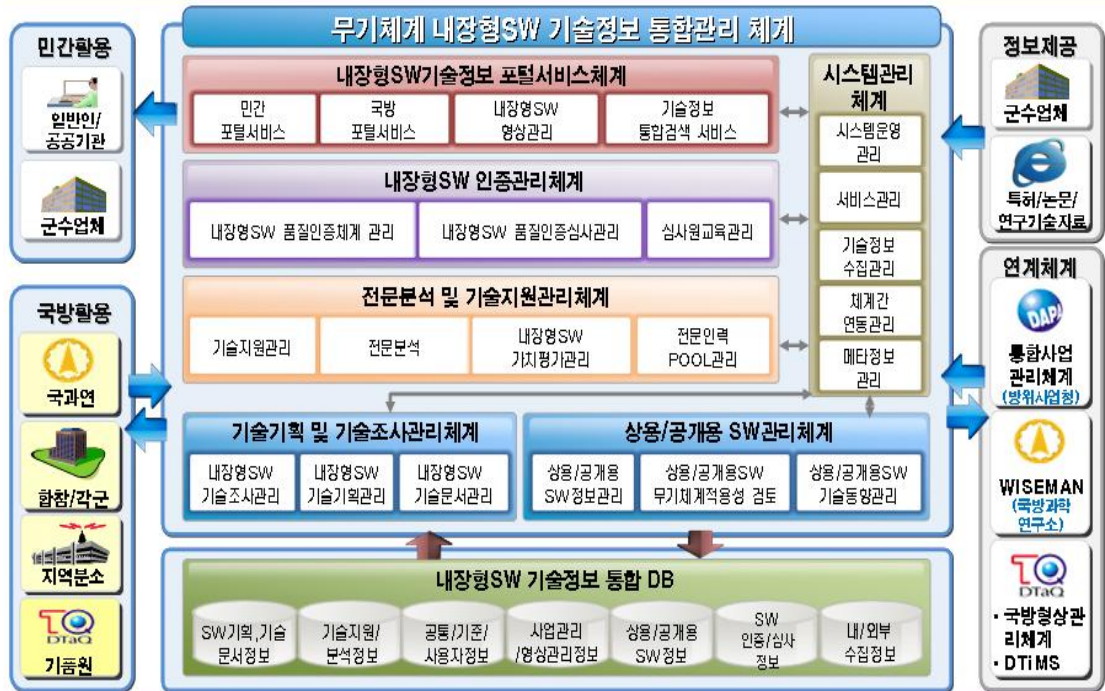 무기체계 내장형SW 기술정보 통합관리 체계
민간활용
일반인/
공공기관
군수업체
국방활용
국과연
합참/각군
지역분소
DTaQ
기품원
내장형SW기술정보 포털서비스체계
민간
포털서비스
국방
포털서비스
내장형SW
형상관리
기술정보
통합검색 서비스
내장형SW 인증관리체계
내장형SW 품질인증체계 관리
내장형SW 품질인증심사관리
심사원교육관리
전문분석 및 기술지원관리체계
기술지원관리
전문분석
내장형SW
가치평가관리
전문인력
POOL관리
기술기획 및 기술조사관리체계
내장형SW
기술조사관리
내장형SW
기술기획관리
내장형SW
기술문서관리
상용/공개용 SW관리체계
상용/공개용
SW정보관리
상용/공개용SW
무기체계적용성 검토
상용/공개용SW
기술동향관리
시스템관리
체계
시스템운영
관리
서비스관리
기술정보
수집관리
체계간
연동관리
메타정보
관리
내장형SW 기술정보 통합 DB
SW기획,기술
문서정보
기술지원/
분석정보
공통/기준/
사용자정보
사업관리
/형상관리정보
상용/공개용
SW정보
SW
인증/심사
정보
내/외부
수집정보
정보제공
군수업체
특허/논문/
연구기술자료
연계체계
DAPA
통합사업
관리체계
(방위사업청)
WISEMAN
(국방과학
연구소)
DTaQ
· 국방형상관
리체계
· DTiMS